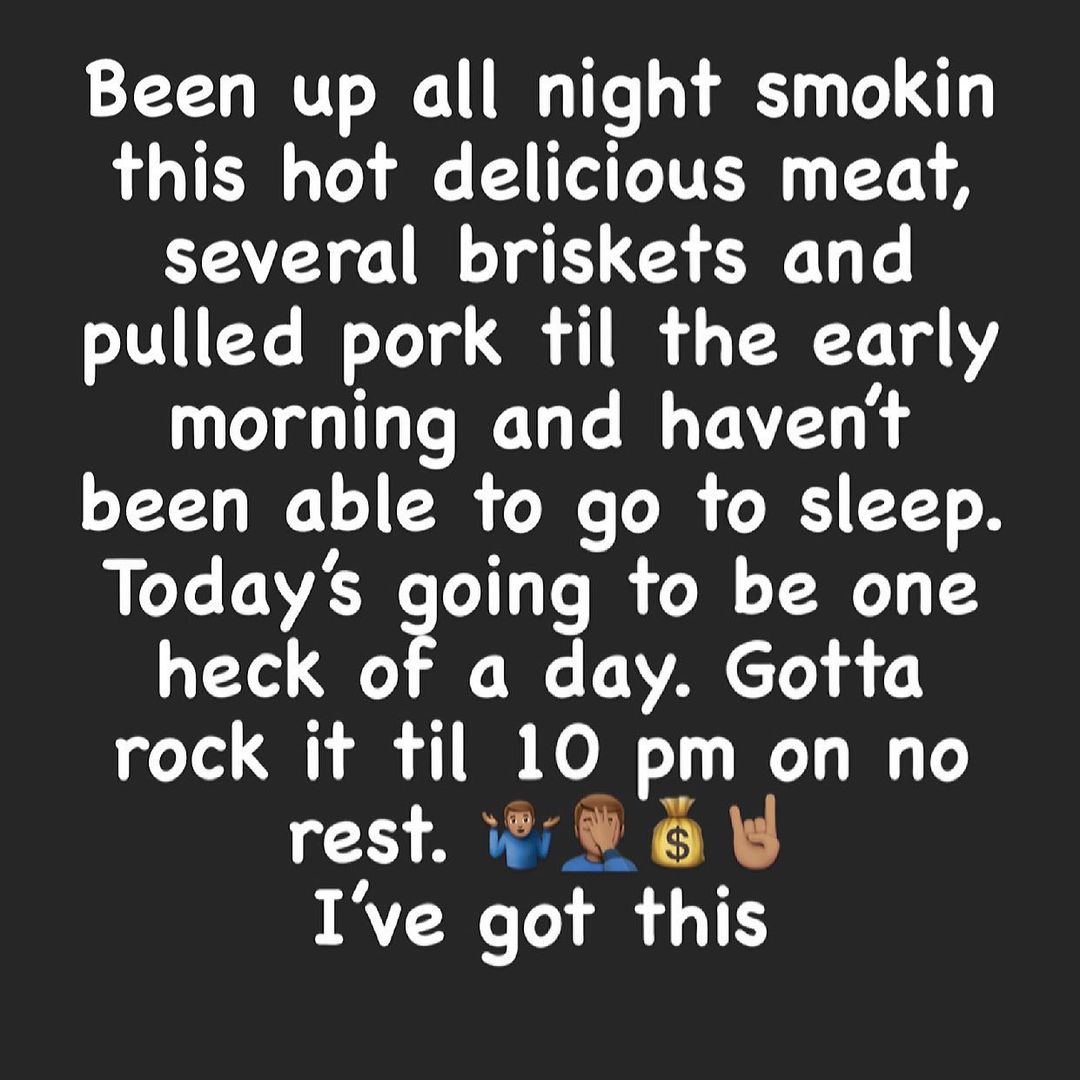 Been up all night smokin
this hot delicious meat,
several briskets and
pulled pork til the early
morning and haven't
been able to go to sleep.
Today's going to be one
heck of a day. Gotta
rock it til 10 pm on no
rest. 🤷🏽‍♂️🤦🏽‍♂️💰🤘🏽
I've got this